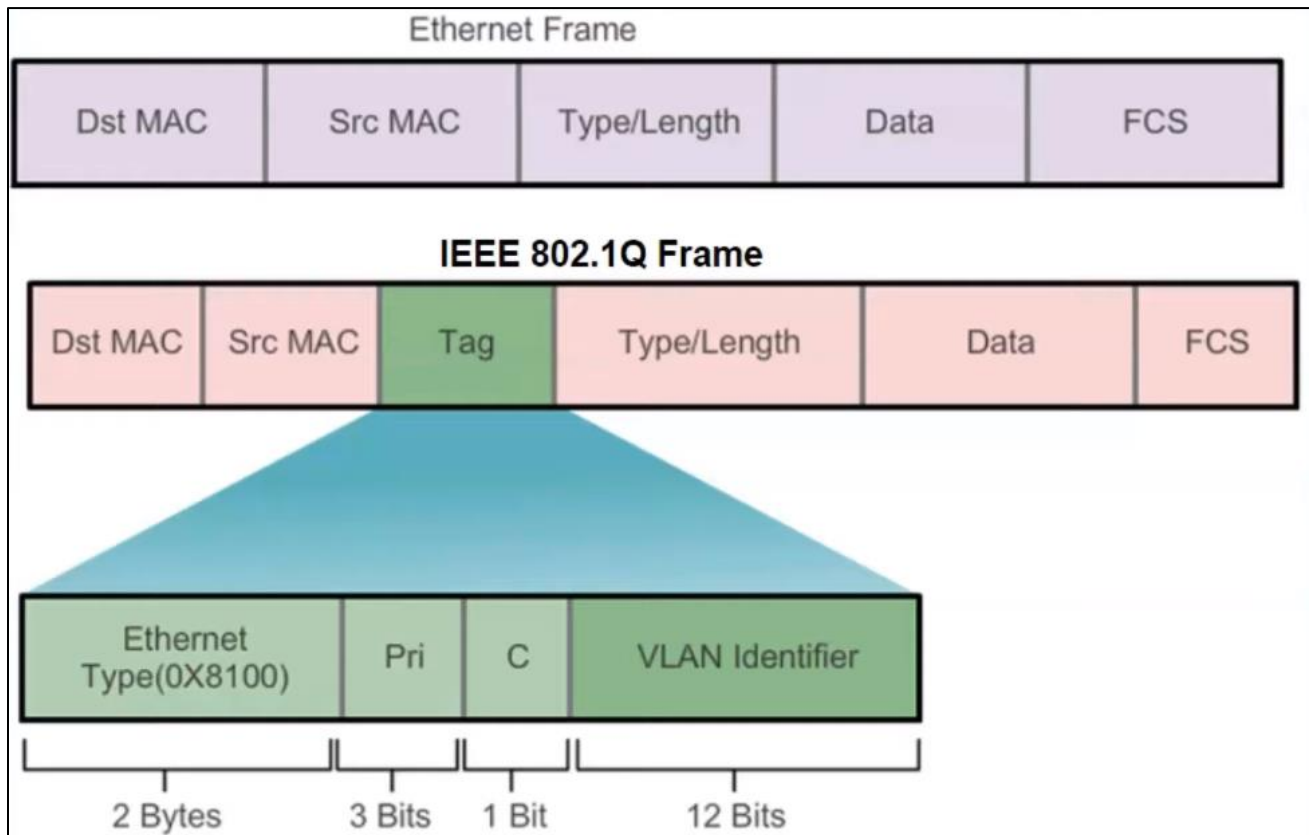 Ethernet Frame
Dst MAC Src MAC Type/Length Data FCS
IEEE 802.1Q Frame
Dst MAC Src MAC Tag Type/Length Data FCS
Ethernet
Type(0X8100) Pri C VLAN Identifier
2 Bytes 3 Bits 1 Bit 12 Bits